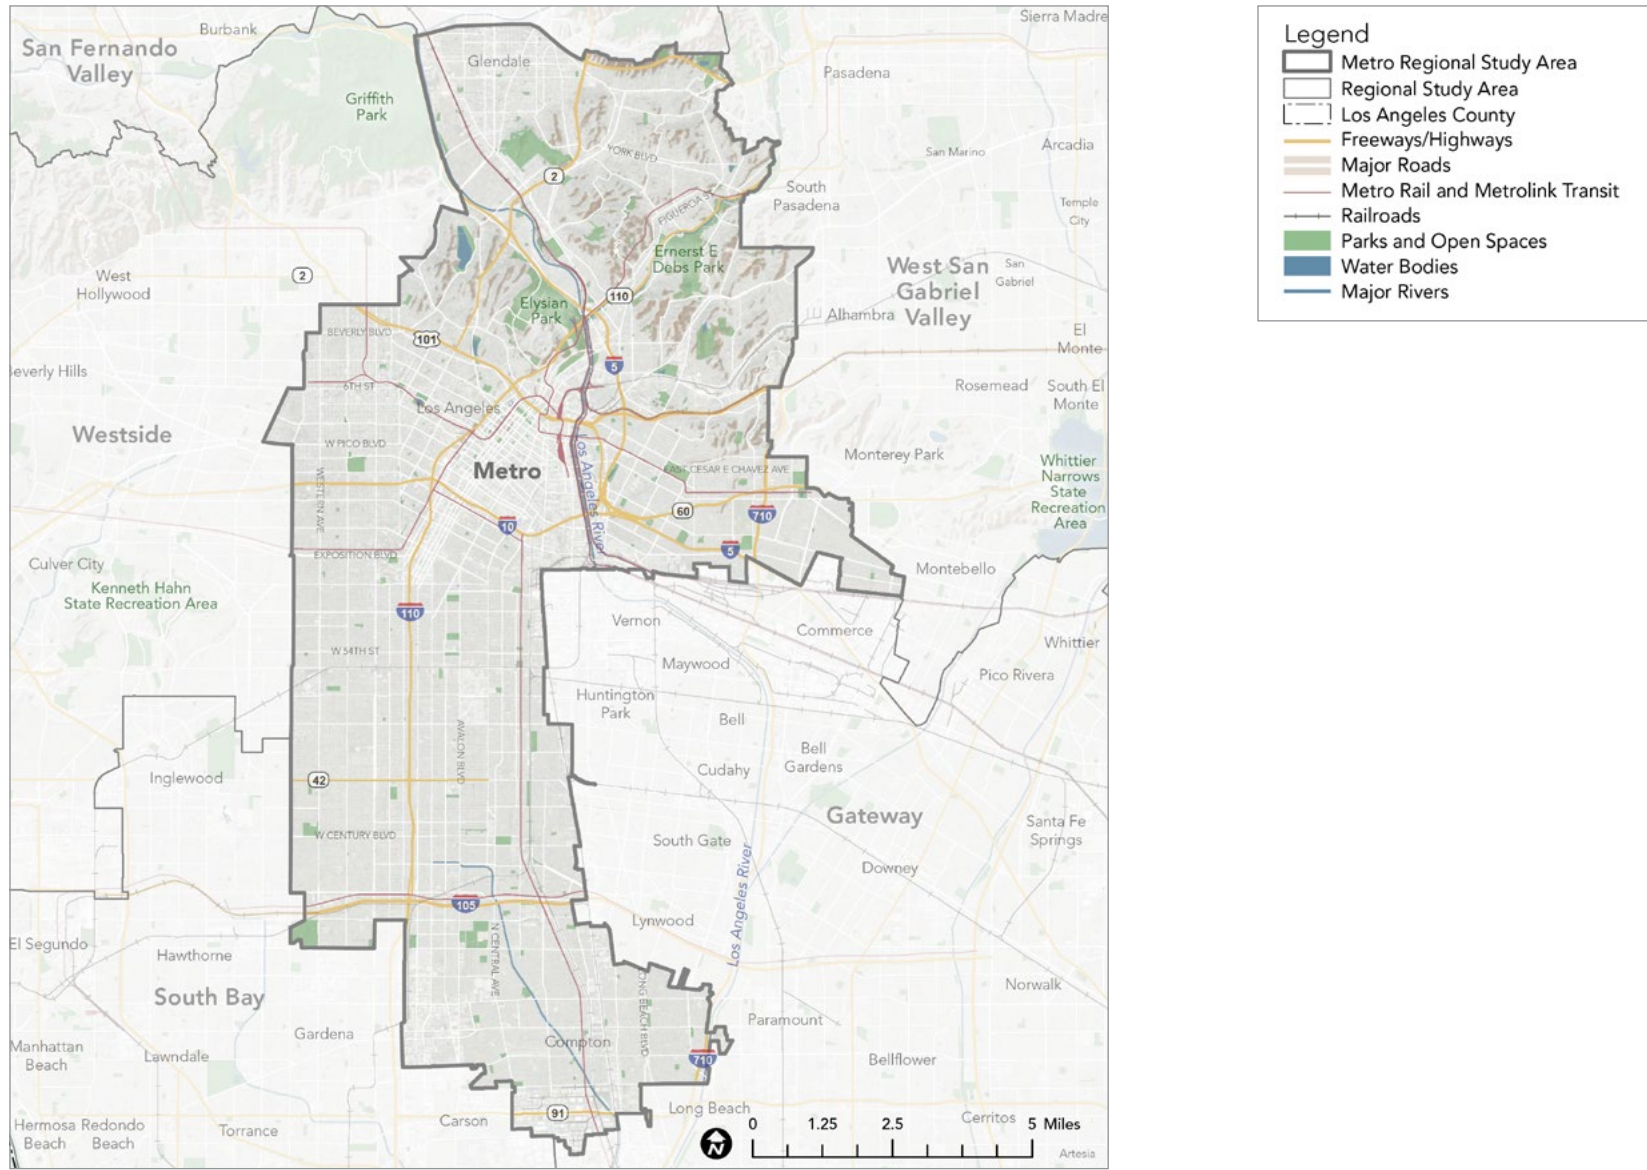 Sierra Madre
Burbank
San Fernando
Valley
Glendale
Pasadena
Griffith
Park
YORK BLVD
San Marino
Arcadia
2
South
Pasadena
FIGUEROA S
Temple
City
Ernerst E
Debs Park
West
Hollywood
2
West San
Gabriel
Valley
San
Gabriel
Elysian
Park
110
Alhambra
BEVERLY BLVD
101
El
Monte
5
Beverly Hills
6TH ST
Rosemead
South El
Monte
Los Angeles
Westside
W PICO BLVD
Monterey Park
Metro
EAST CESAR E CHAVEZ AVE
Whittier
Narrows
State
Recreation
Area
WESTERN AVE
Los Angeles River
10
60
710
5
EXPOSITION BLVD
Culver City
Montebello
Kenneth Hahn
State Recreation Area
110
Vernon
Commerce
W 54TH ST
Whittier
Maywood
Pico Rivera
Huntington
Park
Bell
AVALON BLVD
Bell
Gardens
Inglewood
42
Cudahy
Gateway
W CENTURY BLVD
South Gate
Santa Fe
Springs
Downey
Los Angeles River
105
Lynwood
El Segundo
Hawthorne
N CENTRAL AVE
South Bay
LONG BEACH BLVD
Norwalk
Gardena
Paramount
Manhattan
Beach
Lawndale
Compton
710
Bellflower
Hermosa
Beach
Redondo
Beach
Torrance
Carson
91
Long Beach
Cerritos
Artesia
N
0 1.25 2.5 5 Miles
Legend
Metro Regional Study Area
Regional Study Area
Los Angeles County
Freeways/Highways
Major Roads
Metro Rail and Metrolink Transit
Railroads
Parks and Open Spaces
Water Bodies
Major Rivers